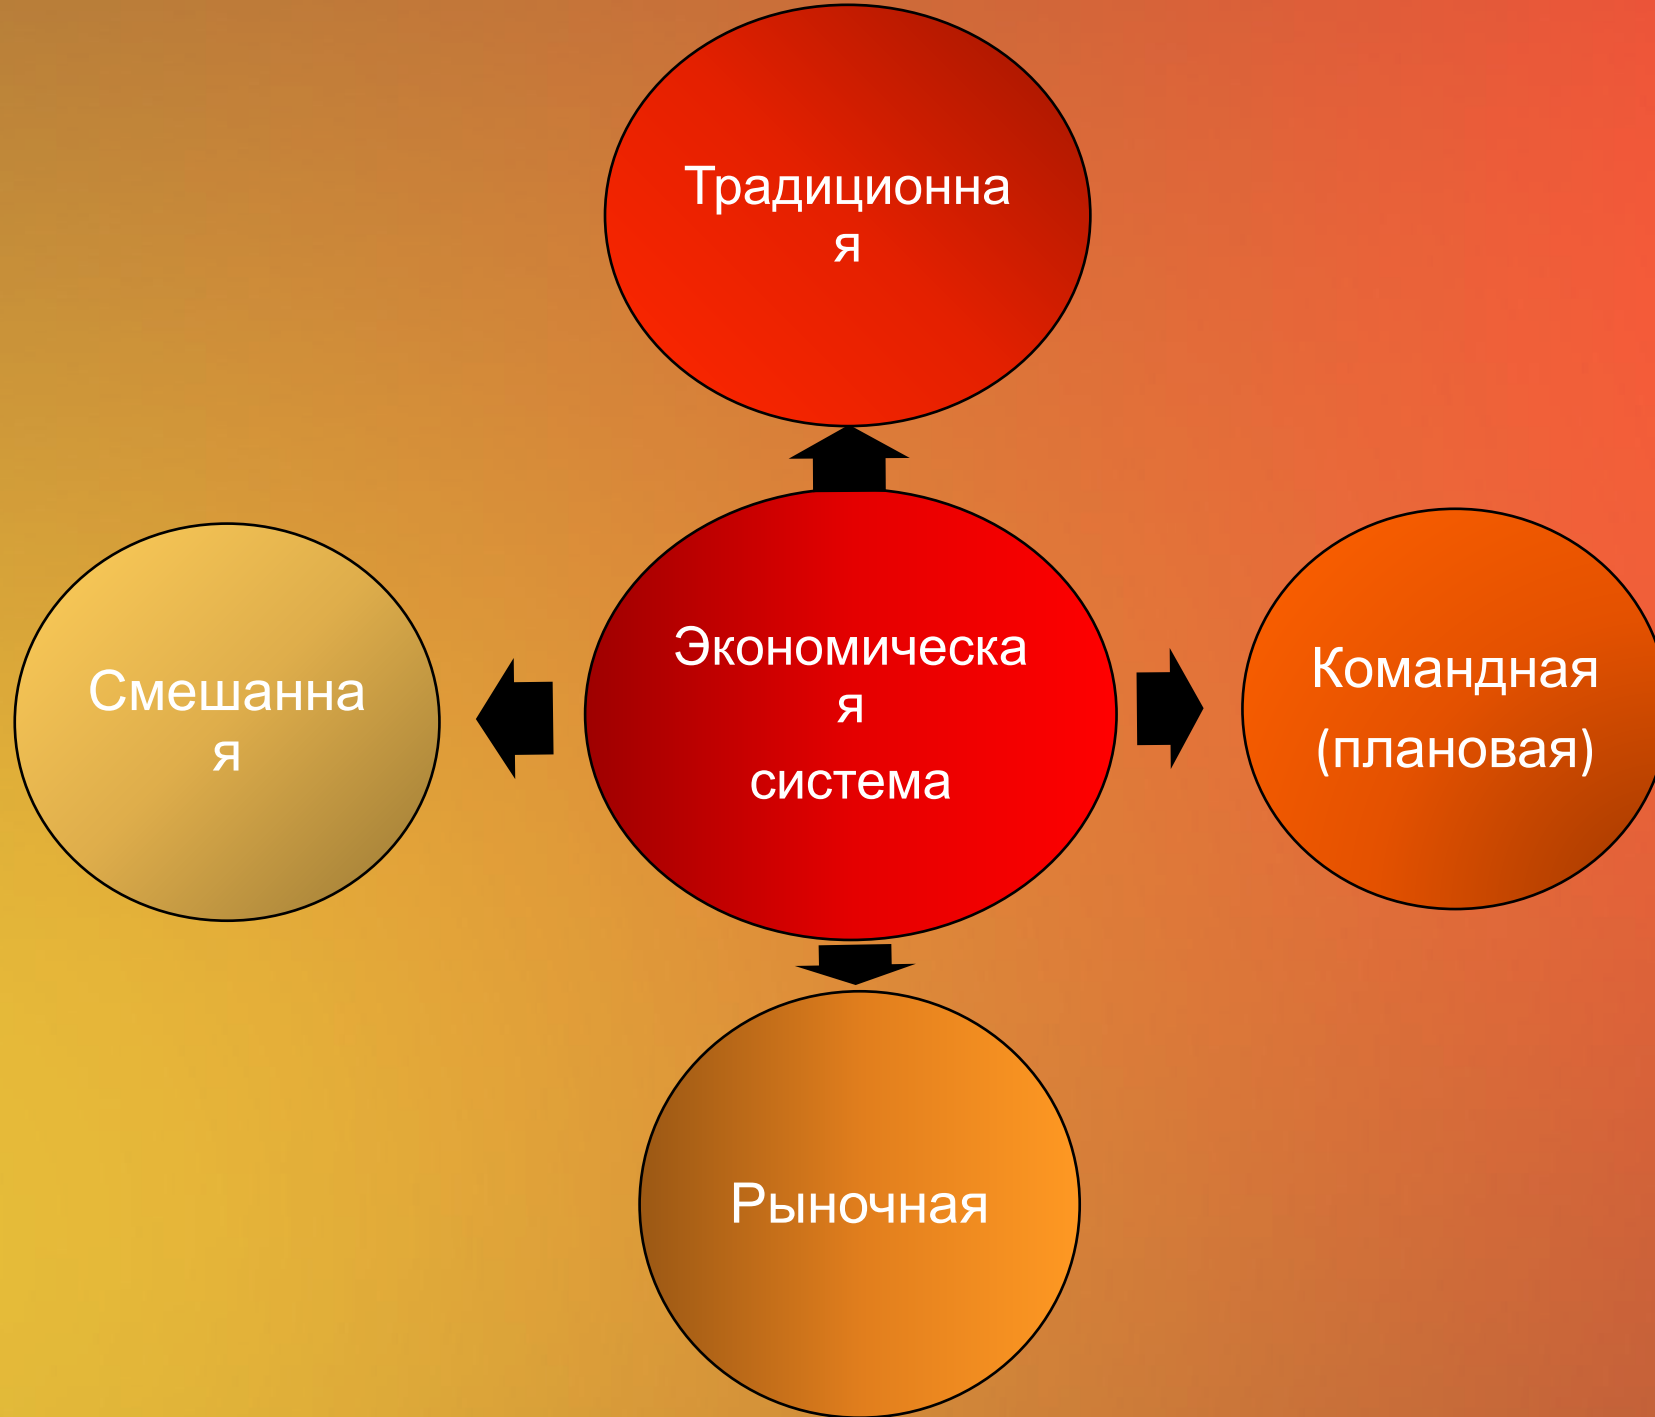 Традиционна
я
Экономическа
я
система
Смешанна
я
Командная
(плановая)
Рыночная